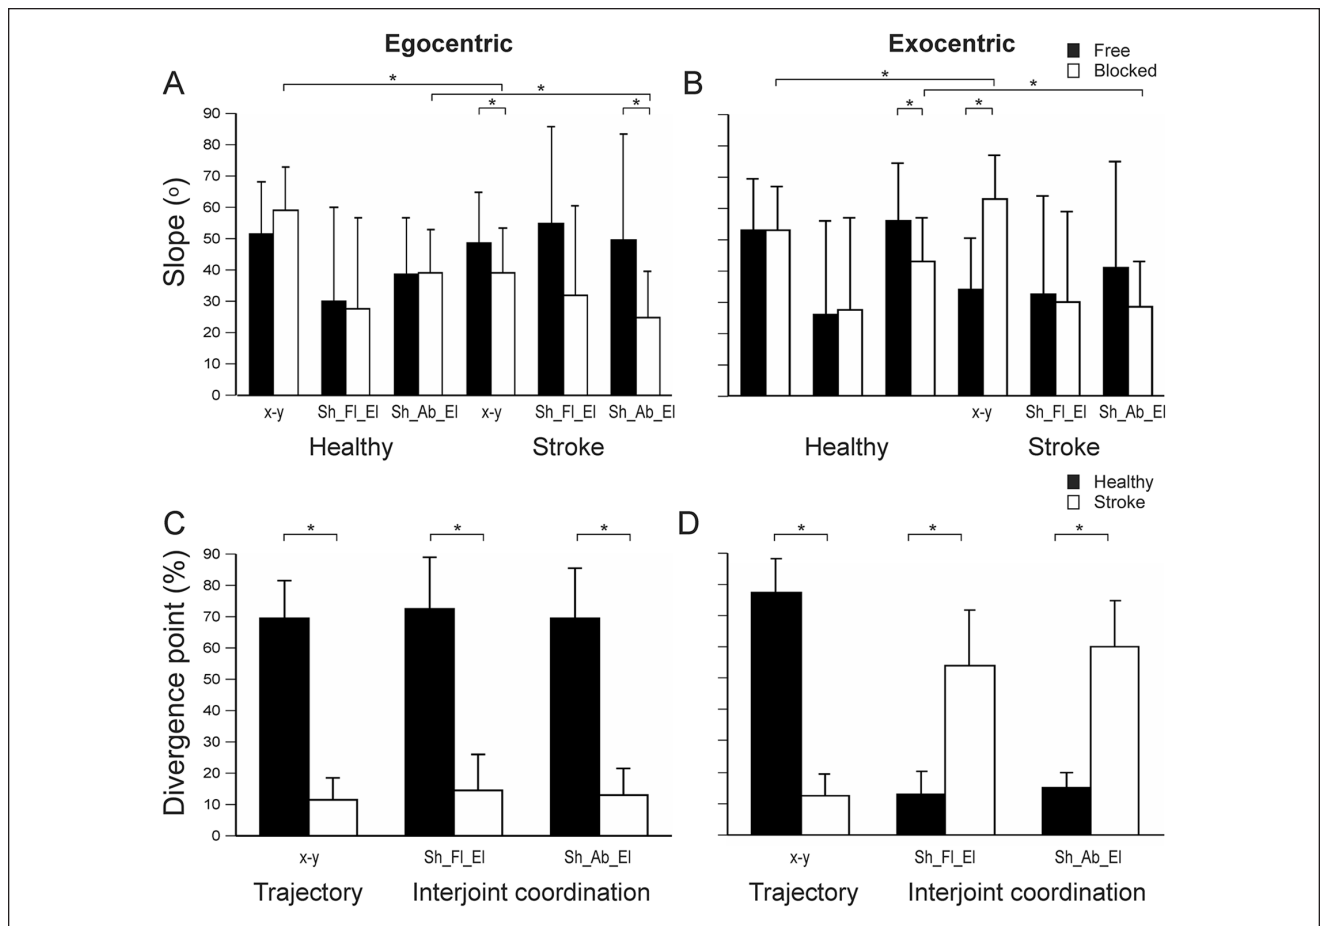 Egocentric
Exocentric
Free
Blocked
A
B
* * * *
* * * *
Slope (o)
90
80
70
60
50
40
30
20
10
0
x-y Sh_Fl_El Sh_Ab_El x-y Sh_Fl_El Sh_Ab_El
x-y Sh_Fl_El Sh_Ab_El
Healthy Stroke
Healthy Stroke
Healthy
Stroke
C
D
* * *
* * *
Divergence point (%)
90
80
70
60
50
40
30
20
10
0
x-y Sh_Fl_El Sh_Ab_El
x-y Sh_Fl_El Sh_Ab_El
Trajectory Interjoint coordination
Trajectory Interjoint coordination